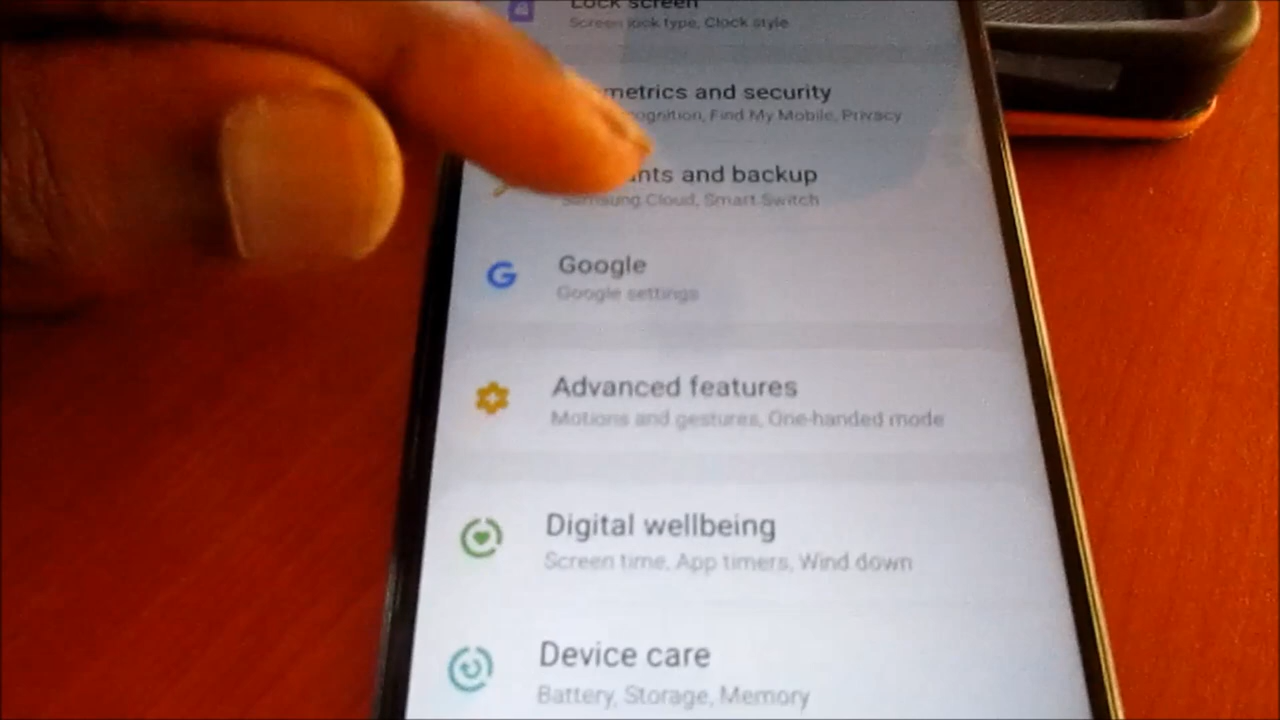 Lock screen
Screen lock type, Clock style
metrics and security
ognition, Find My Mobile, Privacy
nts and backup
Samsung Cloud, Smart Switch
Google
Google settings
Advanced features
Motions and gestures, One-handed mode
Digital wellbeing
Screen time, App timers, Wind down
Device care
Battery, Storage, Memory